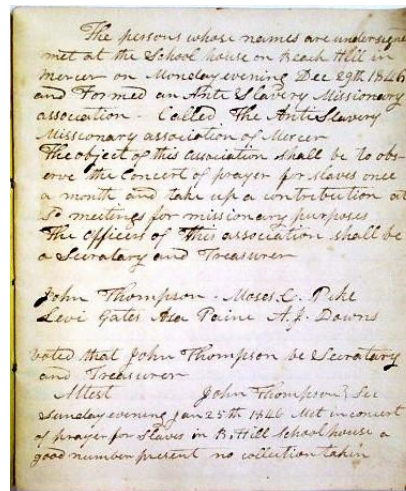 The persons whose names are undersigne
met at the School house on Beach Hill in
Mercer on Monday evening Dec 29th 1846
and Formed an Anti Slavery Missionary
association - Called The AntiSlavery
Missionary association of Mercer
The object of this association shall be to obs-
erve the Concert of prayer for slaves once
a month and take up a contribution at
Sd meetings for missionary purposes
The officers of this association shall be
a Secratary and Treasurer
John Thompson - Moses C. Pike
Levi Gates Asa Paine A.J. Downs
voted that John Thompson be Secratary
and Treasurer
Attest John Thompson Sec
Sunday evening Jan 25th 1846 Met in concert
of prayer for Slaves in B. Hill School house a
good number present no collection taken